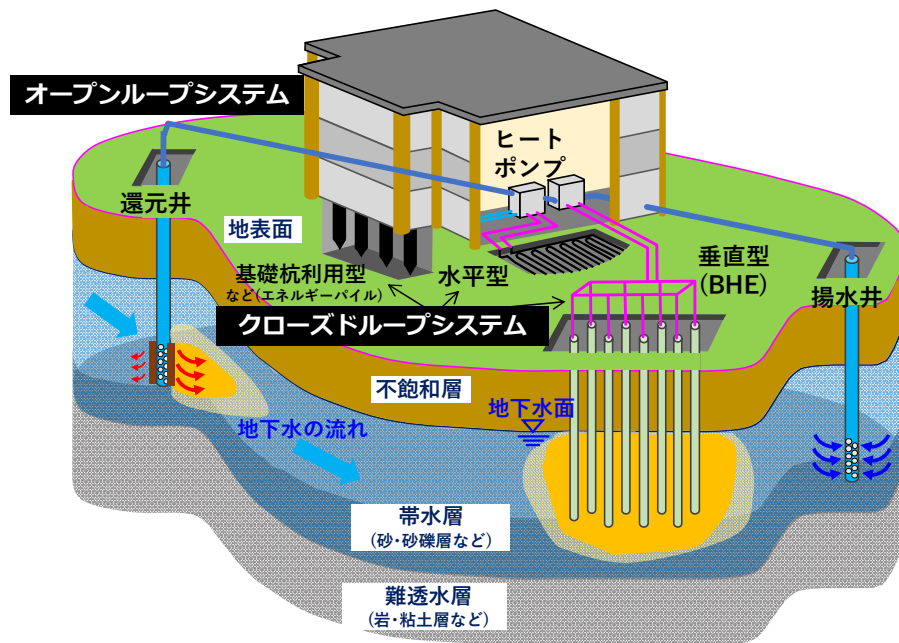 オープンループシステム
ヒート
ポンプ
還元井
地表面
基礎杭利用型
など(エネルギーパイル)
水平型
垂直型
(BHE)
揚水井
クローズドループシステム
不飽和層
地下水面
地下水の流れ
帯水層
(砂・砂礫層など)
難透水層
(岩・粘土層など)